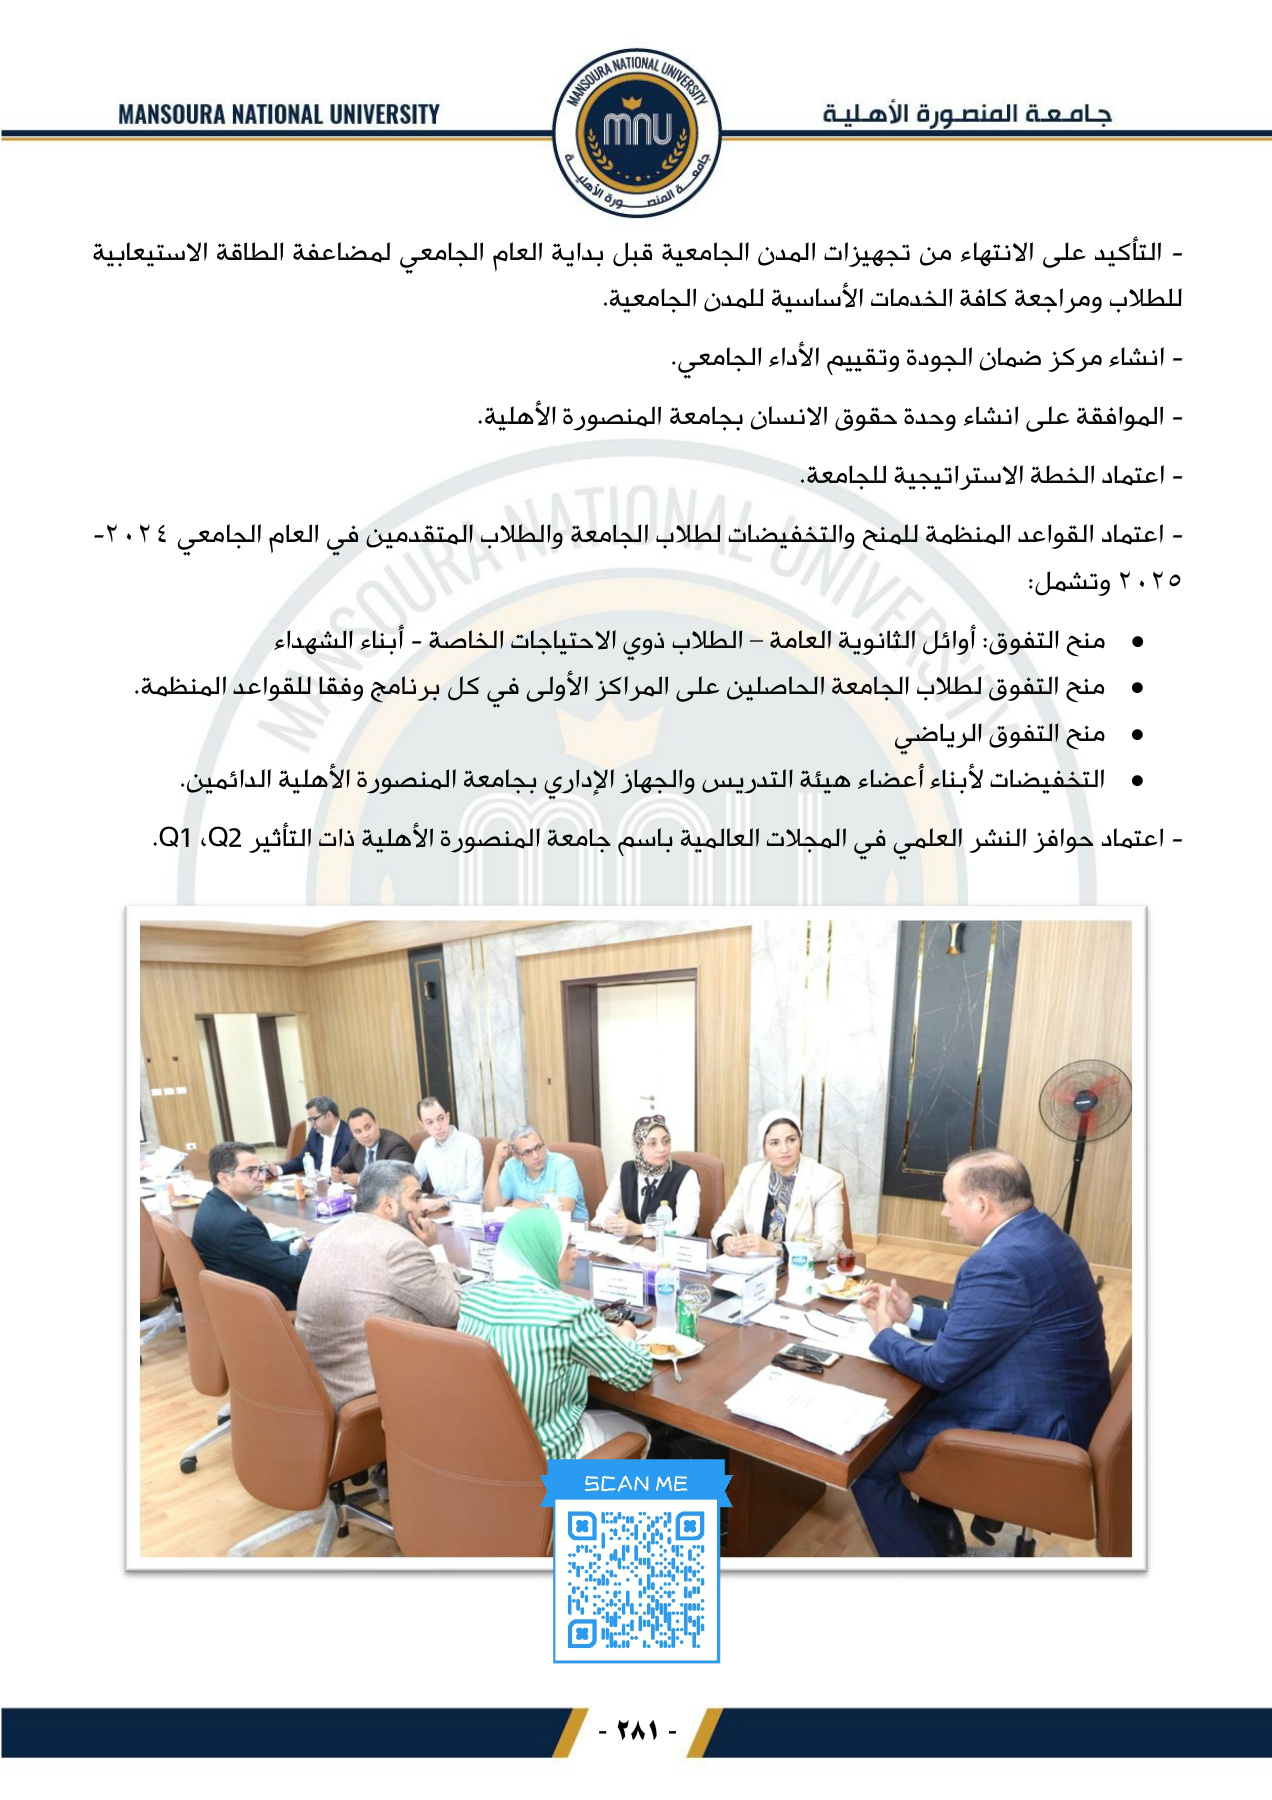 MANSOURA NATIONAL UNIVERSITY
جامعة المنصورة الأهلية
MANSOURA NATIONAL UNIVERSITY
mnu
جامعة المنصورة الأهلية
- التأكيد على الانتهاء من تجهيزات المدن الجامعية قبل بداية العام الجامعي لمضاعفة الطاقة الاستيعابية
للطلاب ومراجعة كافة الخدمات الأساسية للمدن الجامعية.
- انشاء مركز ضمان الجودة وتقييم الأداء الجامعي.
- الموافقة على انشاء وحدة حقوق الانسان بجامعة المنصورة الأهلية.
- اعتماد الخطة الاستراتيجية للجامعة.
- اعتماد القواعد المنظمة للمنح والتخفيضات لطلاب الجامعة والطلاب المتقدمين في العام الجامعي ٢٠٢٤-
٢٠٢٥ وتشمل:
● منح التفوق: أوائل الثانوية العامة – الطلاب ذوي الاحتياجات الخاصة - أبناء الشهداء
● منح التفوق لطلاب الجامعة الحاصلين على المراكز الأولى في كل برنامج وفقا للقواعد المنظمة.
● منح التفوق الرياضي
● التخفيضات لأبناء أعضاء هيئة التدريس والجهاز الإداري بجامعة المنصورة الأهلية الدائمين.
- اعتماد حوافز النشر العلمي في المجلات العالمية باسم جامعة المنصورة الأهلية ذات التأثير Q1 ،Q2.
MANSOURA NATIONAL UNIVERSITY
mnu
SCAN ME
- ٢٨١ -